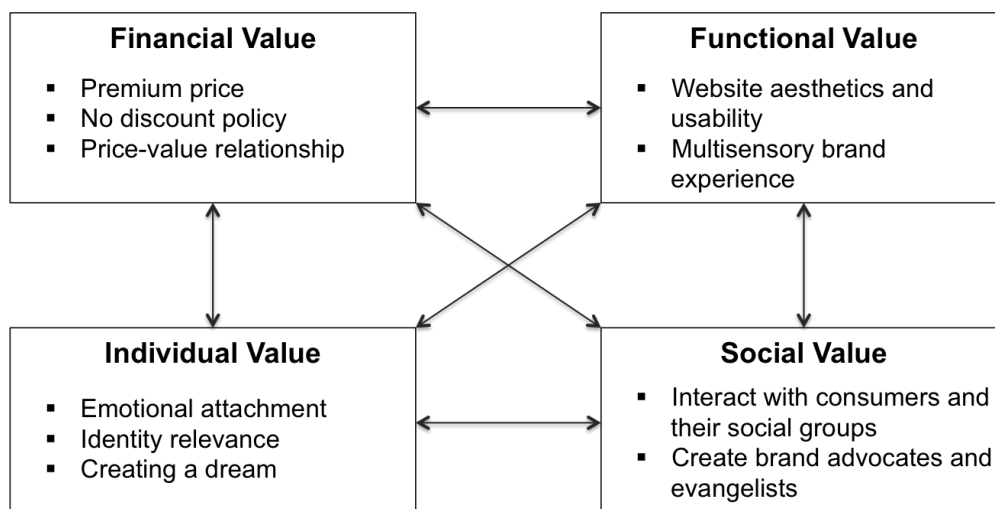 Financial Value
▪ Premium price
▪ No discount policy
▪ Price-value relationship
Functional Value
▪ Website aesthetics and
usability
▪ Multisensory brand
experience
Individual Value
▪ Emotional attachment
▪ Identity relevance
▪ Creating a dream
Social Value
▪ Interact with consumers and
their social groups
▪ Create brand advocates and
evangelists